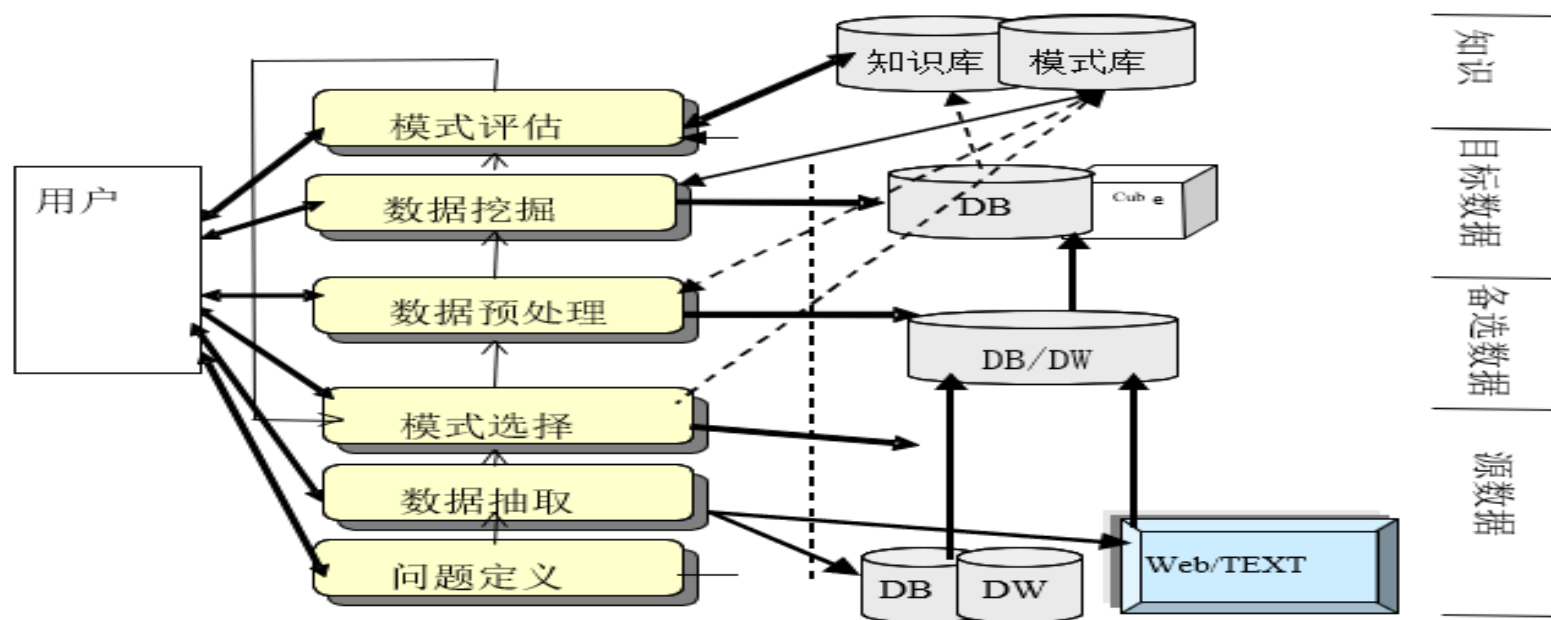 知识库
模式库
知识
模式评估
目标数据
用户
数据挖掘
DB
Cub e
数据预处理
备选数据
DB/DW
模式选择
源数据
数据抽取
Web/TEXT
问题定义
DB
DW